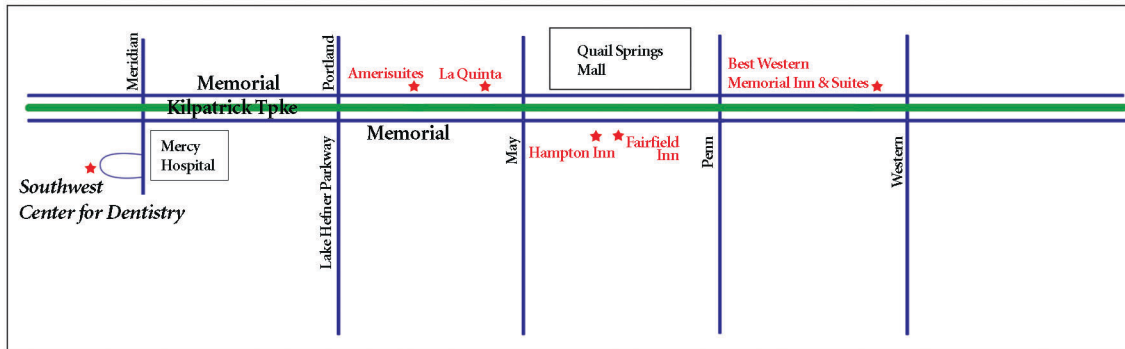 Meridian
Portland
Quail Springs
Mall
Amerisuites
La Quinta
Best Western
Memorial Inn & Suites
Memorial
Kilpatrick Tpke
Memorial
Mercy
Hospital
Hampton Inn
Fairfield
Inn
May
Penn
Western
Southwest
Center for Dentistry
Lake Hefner Parkway